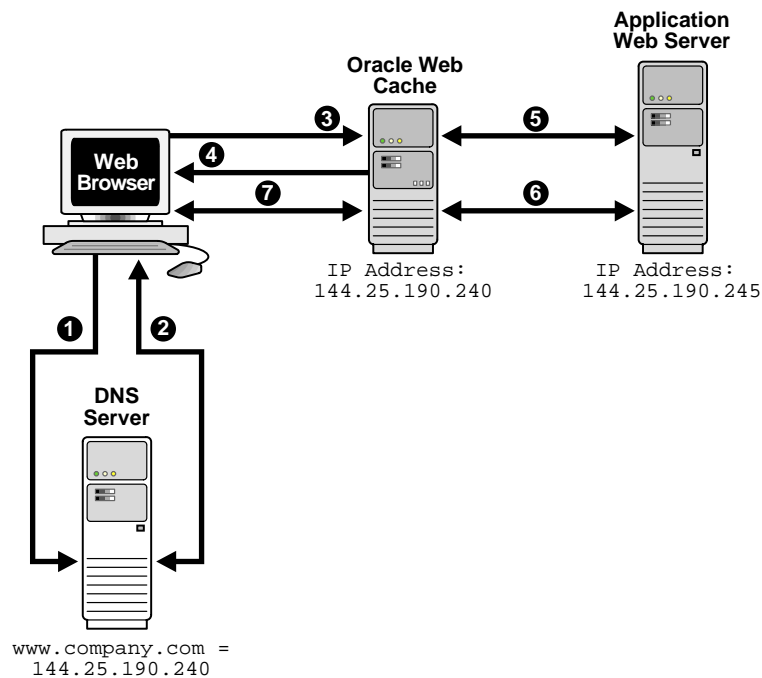 Application
Web Server
Oracle Web
Cache
3
5
4
Web
Browser
7
6
IP Address:
144.25.190.240
IP Address:
144.25.190.245
1
2
DNS
Server
www.company.com =
144.25.190.240